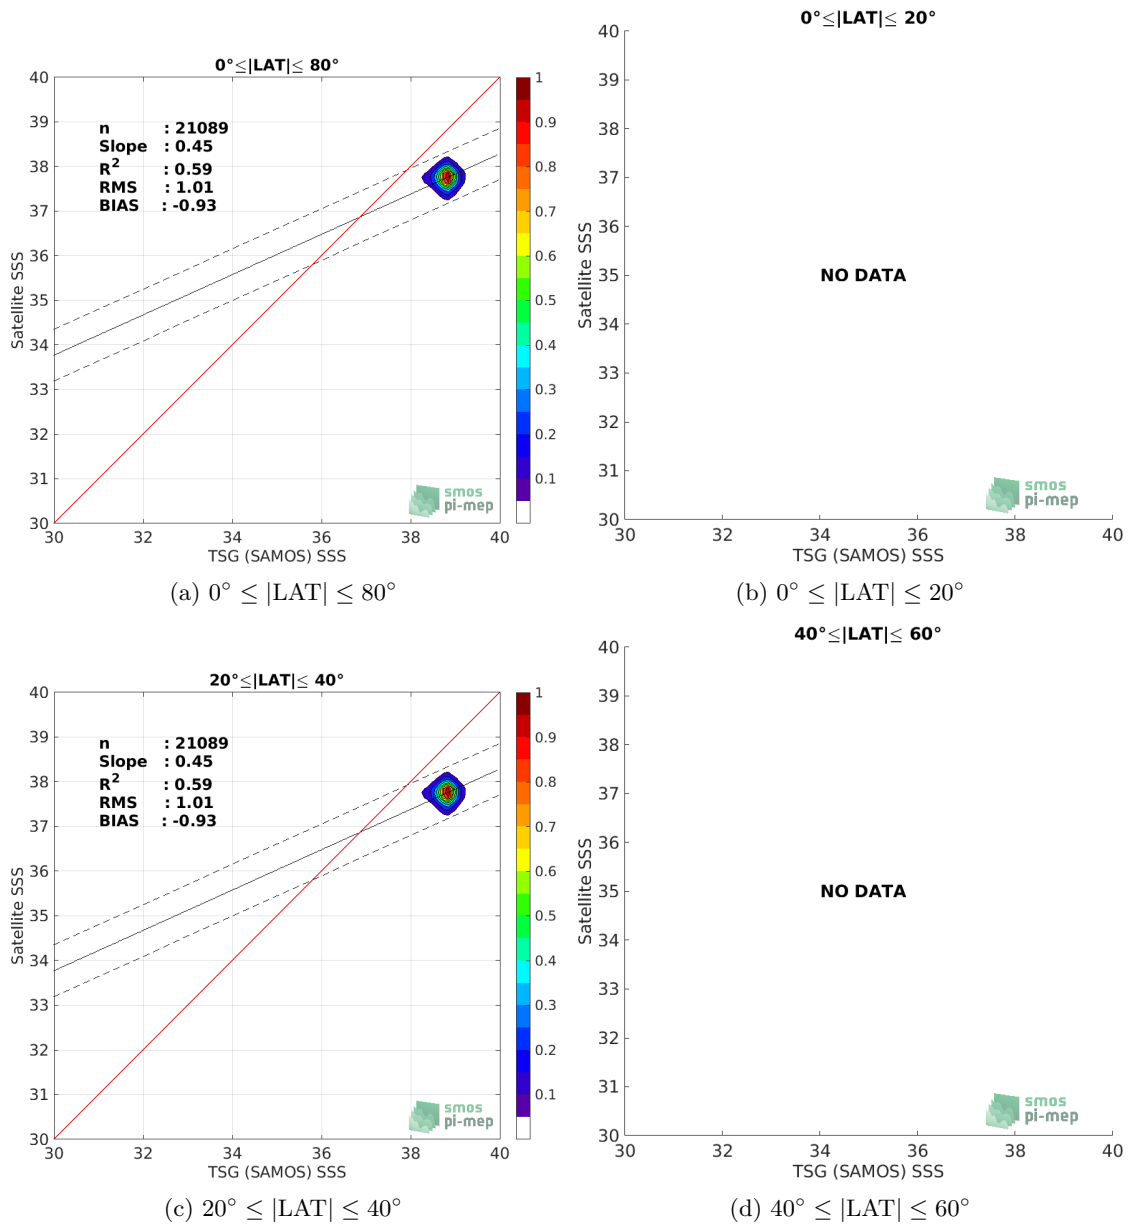 0°≤|LAT|≤ 80°
40
39
38
37
36
35
34
33
32
31
30
Satellite SSS
n : 21089
Slope : 0.45
R² : 0.59
RMS : 1.01
BIAS : -0.93
smos
pi-mep
30 32 34 36 38 40
TSG (SAMOS) SSS
1
0.9
0.8
0.7
0.6
0.5
0.4
0.3
0.2
0.1
(a) 0° ≤ |LAT| ≤ 80°
0°≤|LAT|≤ 20°
40
39
38
37
36
35
34
33
32
31
30
Satellite SSS
NO DATA
smos
pi-mep
30 32 34 36 38 40
TSG (SAMOS) SSS
(b) 0° ≤ |LAT| ≤ 20°
20°≤|LAT|≤ 40°
40
39
38
37
36
35
34
33
32
31
30
Satellite SSS
n : 21089
Slope : 0.45
R² : 0.59
RMS : 1.01
BIAS : -0.93
smos
pi-mep
30 32 34 36 38 40
TSG (SAMOS) SSS
1
0.9
0.8
0.7
0.6
0.5
0.4
0.3
0.2
0.1
(c) 20° ≤ |LAT| ≤ 40°
40°≤|LAT|≤ 60°
40
39
38
37
36
35
34
33
32
31
30
Satellite SSS
NO DATA
smos
pi-mep
30 32 34 36 38 40
TSG (SAMOS) SSS
(d) 40° ≤ |LAT| ≤ 60°